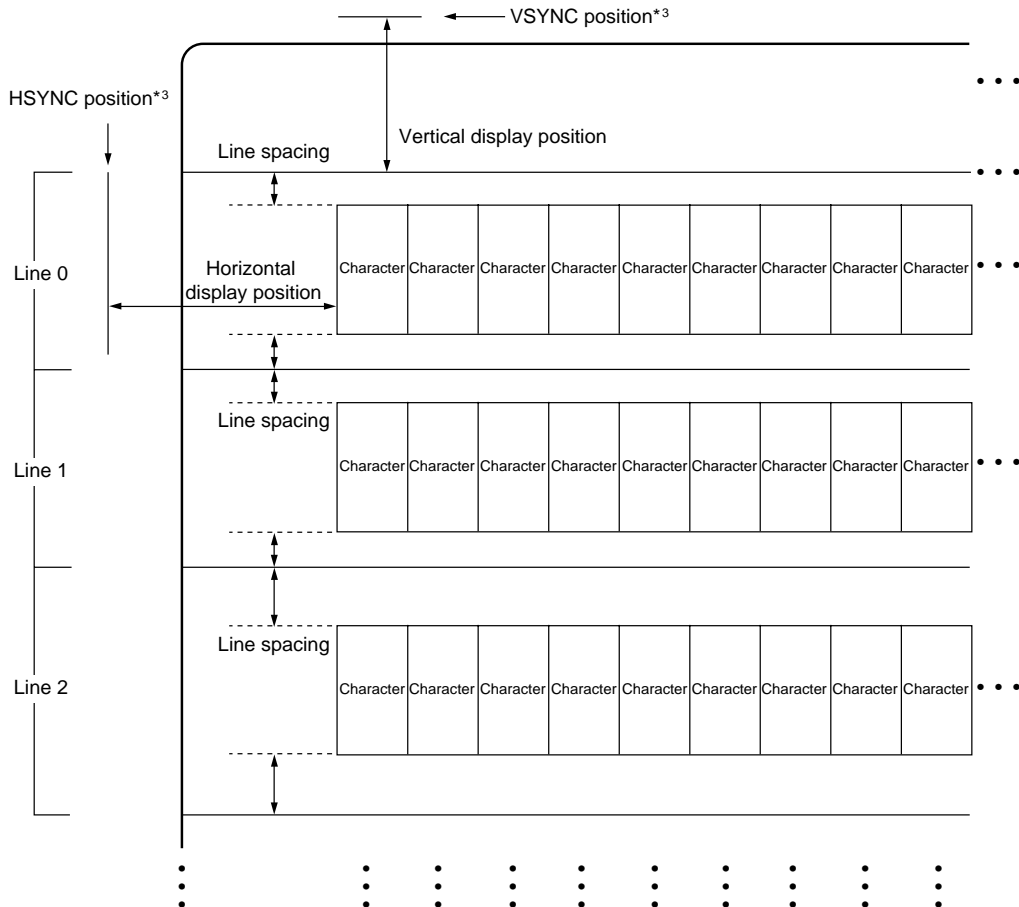 VSYNC position*3
HSYNC position*3
Vertical display position
Line spacing
Line 0
Horizontal
display position
Character Character Character Character Character Character Character Character Character
Line spacing
Line 1
Character Character Character Character Character Character Character Character Character
Line spacing
Line 2
Character Character Character Character Character Character Character Character Character